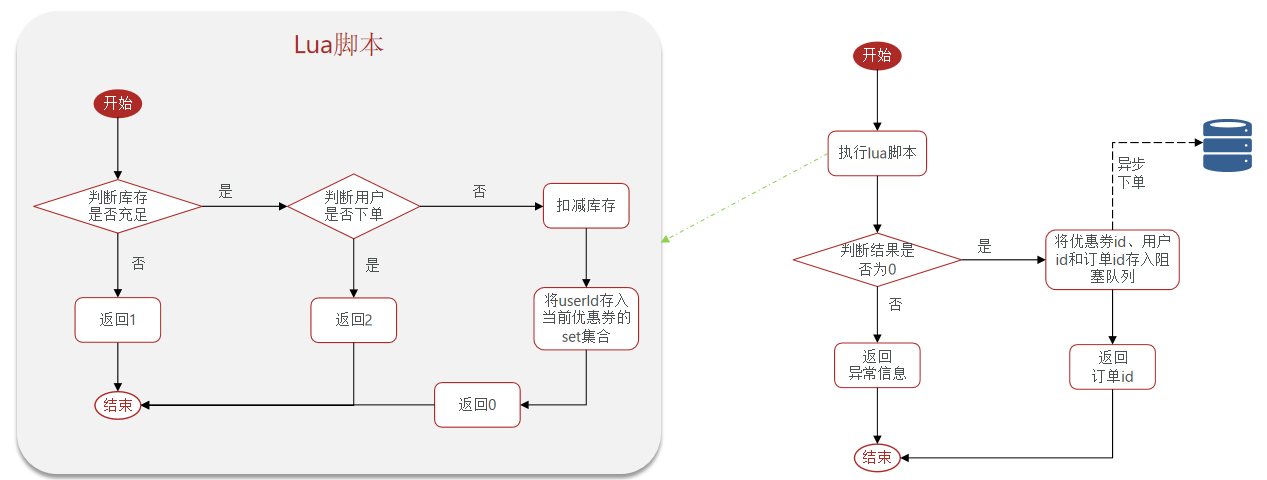 Lua脚本
开始
判断库存
是否充足
是
判断用户
是否下单
否
扣减库存
否
是
返回1
返回2
将userId存入
当前优惠券的
set集合
结束
返回0
开始
执行lua脚本
异步
下单
判断结果是
否为0
是
将优惠券id、用户
id和订单id存入阻
塞队列
否
返回
异常信息
返回
订单id
结束